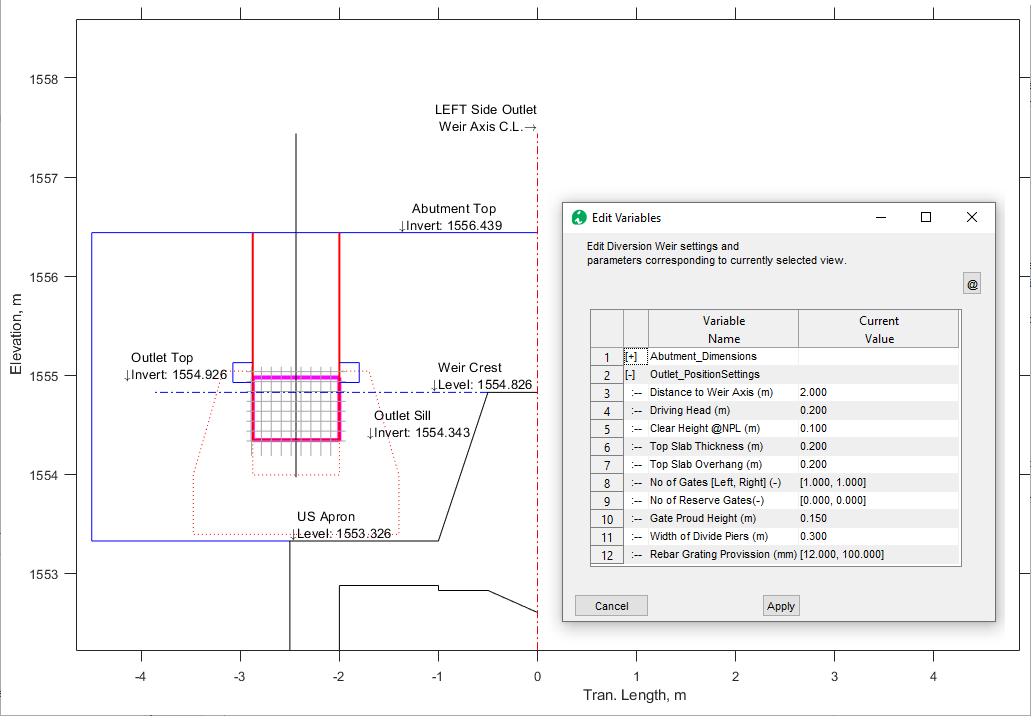 1558
1557
1556
1555
1554
1553
Elevation, m
-4
-3
-2
-1
0
1
2
3
4
Tran. Length, m
LEFT Side Outlet
Weir Axis C.L.→
Abutment Top
↓Invert: 1556.439
Outlet Top
↓Invert: 1554.926
Weir Crest
↓Level: 1554.826
Outlet Sill
↓Invert: 1554.343
US Apron
↓Level: 1553.326
Edit Variables
Edit Diversion Weir settings and
parameters corresponding to currently selected view.
@
Variable Name
Current Value
1 [+] Abutment_Dimensions
2 [-] Outlet_PositionSettings
3 :-- Distance to Weir Axis (m) 2.000
4 :-- Driving Head (m) 0.200
5 :-- Clear Height @NPL (m) 0.100
6 :-- Top Slab Thickness (m) 0.200
7 :-- Top Slab Overhang (m) 0.200
8 :-- No of Gates [Left, Right] (-) [1.000, 1.000]
9 :-- No of Reserve Gates(-) [0.000, 0.000]
10 :-- Gate Proud Height (m) 0.150
11 :-- Width of Divide Piers (m) 0.300
12 :-- Rebar Grating Provission (mm) [12.000, 100.000]
Cancel
Apply